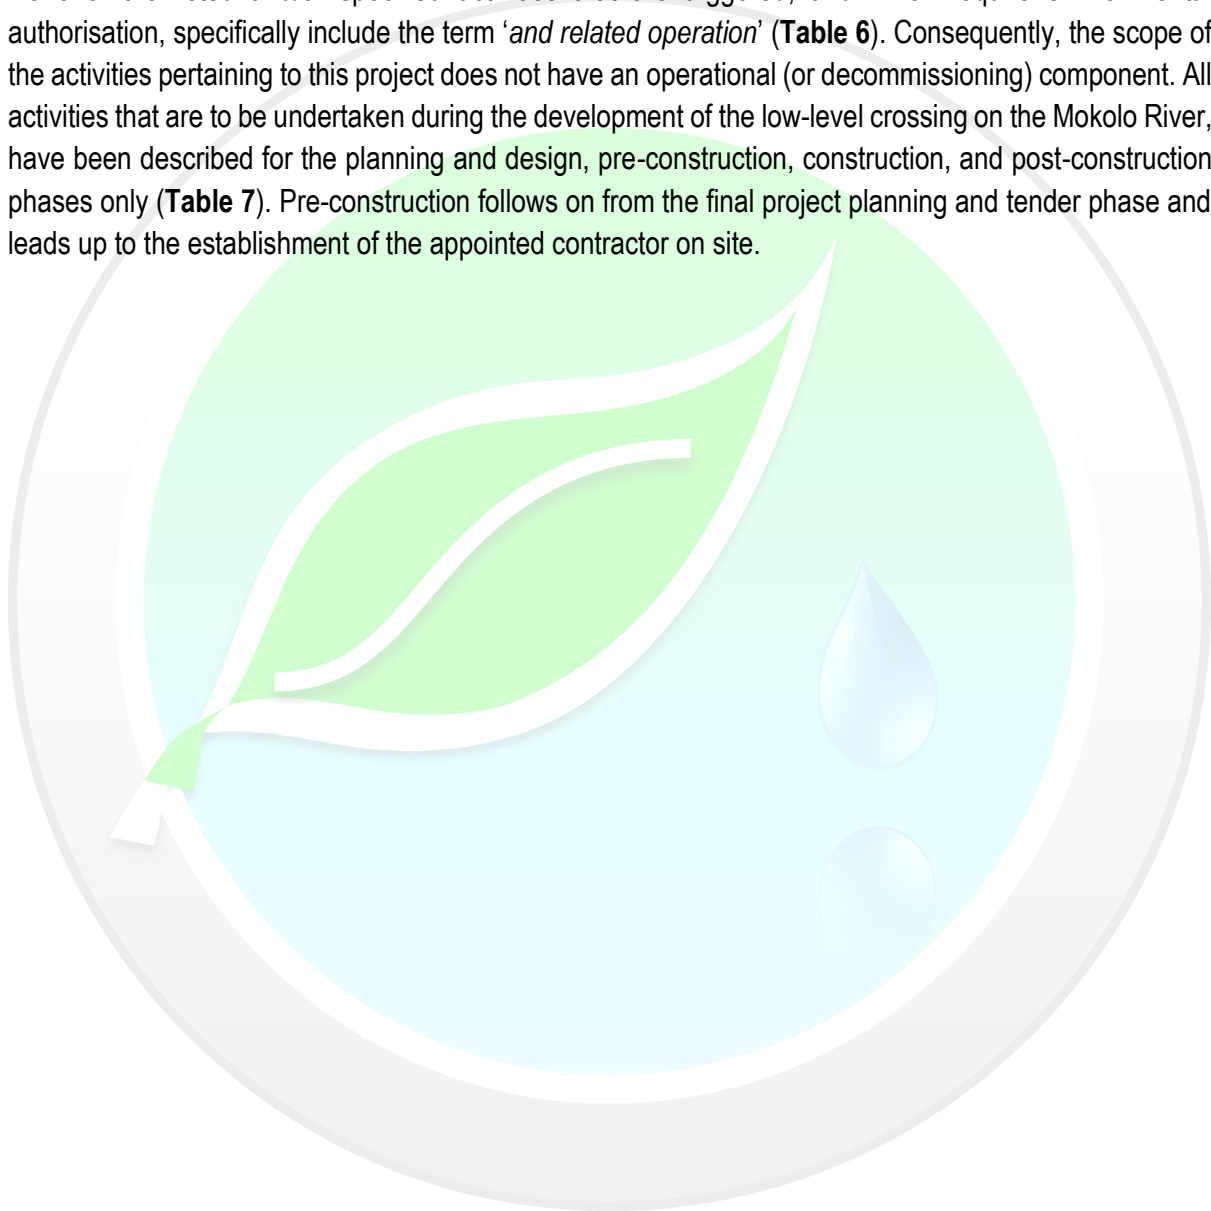 authorisation, specifically include the term ‘and related operation’ (Table 6). Consequently, the scope of
the activities pertaining to this project does not have an operational (or decommissioning) component. All
activities that are to be undertaken during the development of the low-level crossing on the Mokolo River,
have been described for the planning and design, pre-construction, construction, and post-construction
phases only (Table 7). Pre-construction follows on from the final project planning and tender phase and
leads up to the establishment of the appointed contractor on site.